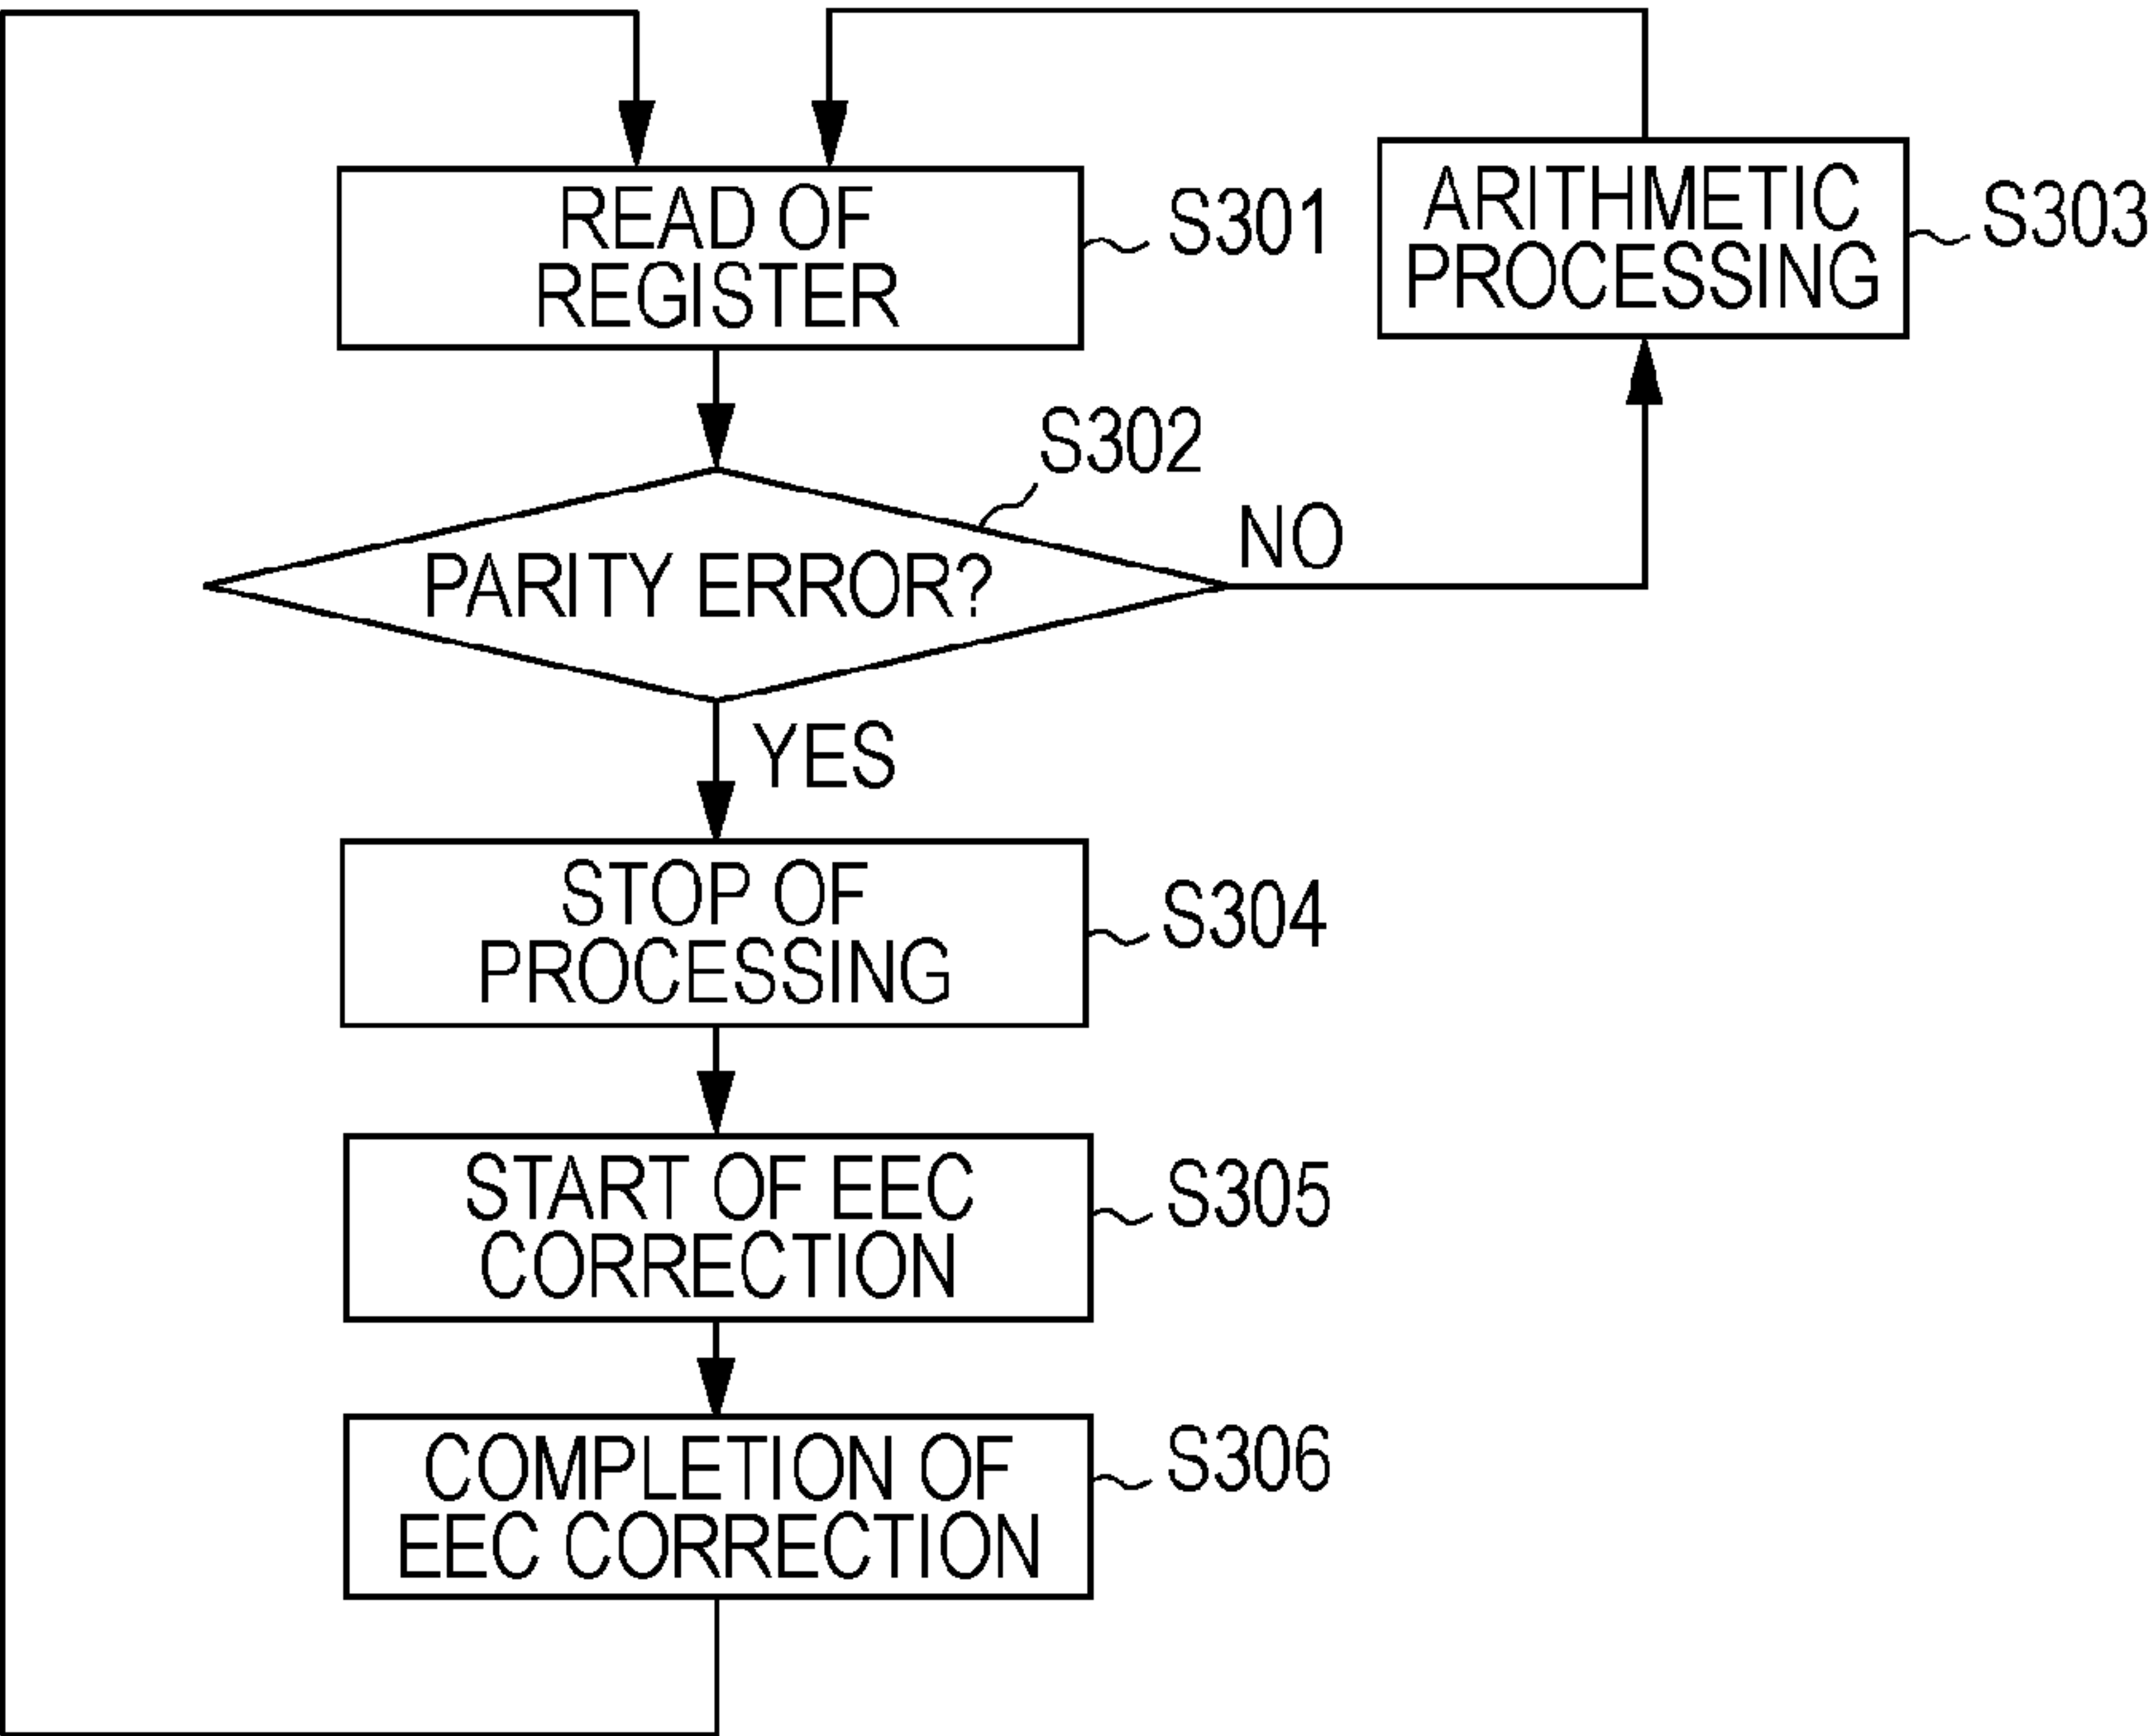 READ OF
REGISTER
S301
ARITHMETIC
PROCESSING
S303
S302
PARITY ERROR?
NO
YES
STOP OF
PROCESSING
S304
START OF EEC
CORRECTION
S305
COMPLETION OF
EEC CORRECTION
S306